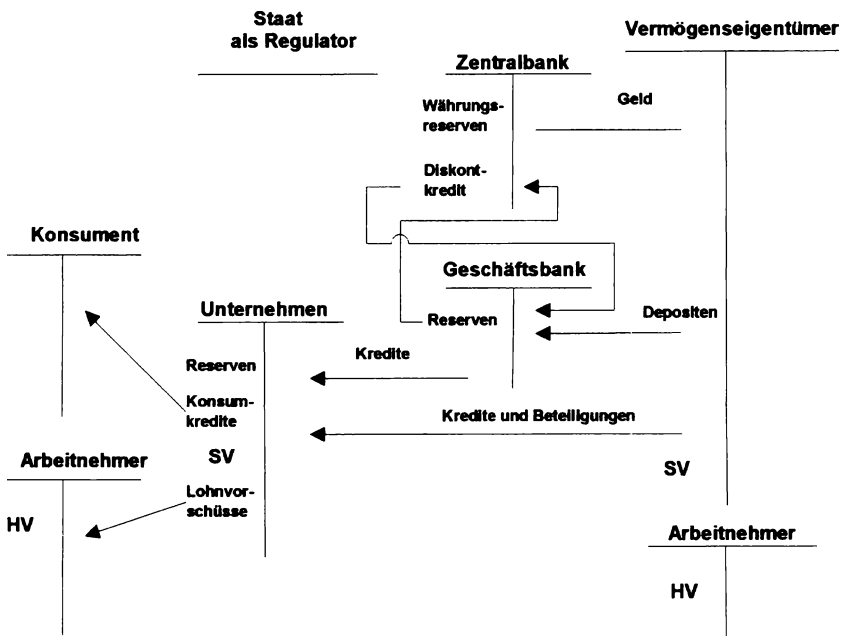 Staat
als Regulator
Vermögenseigentümer
Zentralbank
Währungs-
reserven
Geld
Diskont-
kredit
Konsument
Geschäftsbank
Unternehmen
Reserven
Depositen
Reserven
Kredite
Konsum-
kredite
Kredite und Beteiligungen
Arbeitnehmer
SV
SV
Lohnvor-
schüsse
HV
Arbeitnehmer
HV